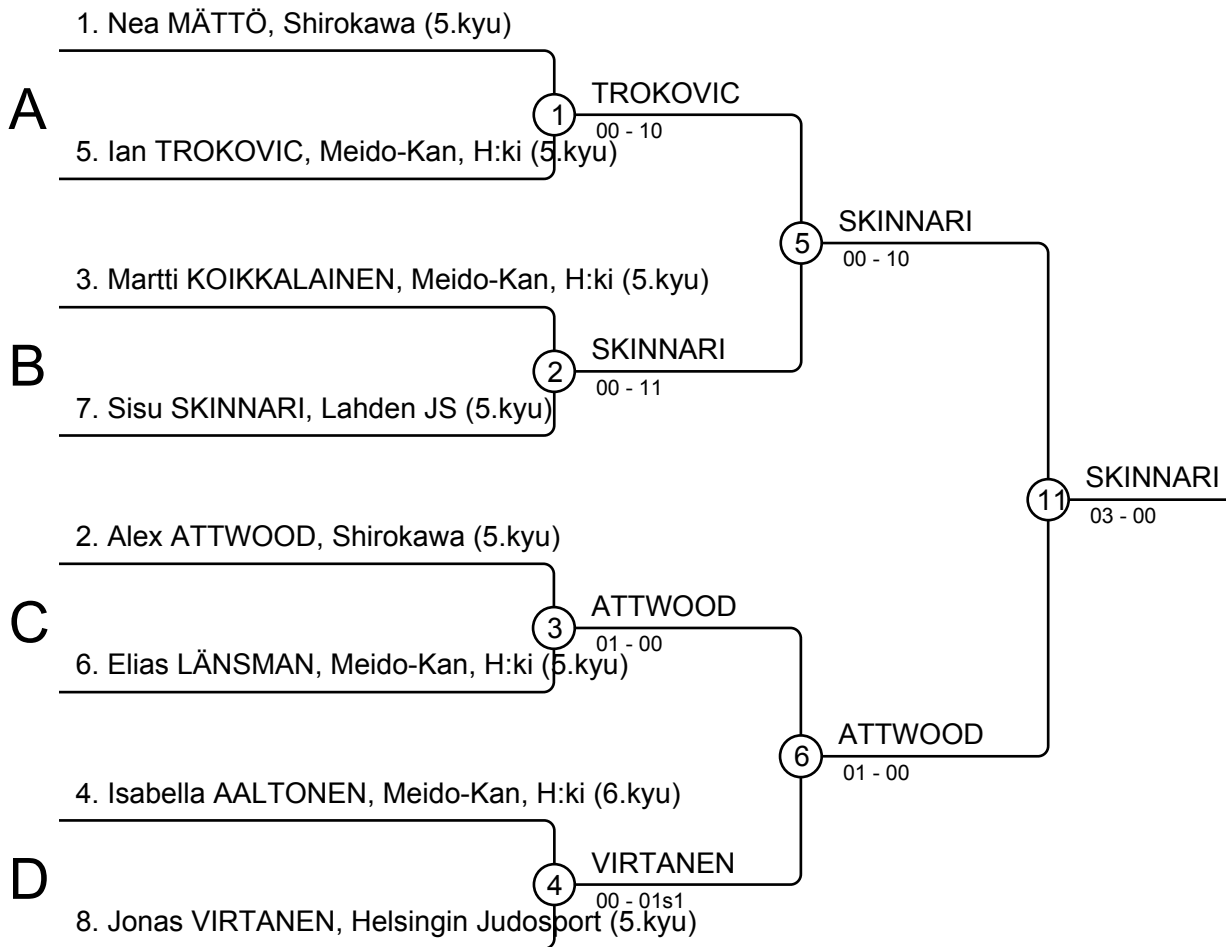 1. Nea MÄTTÖ, Shirokawa (5.kyu)
A
1
TROKOVIC
00 - 10
5. Ian TROKOVIC, Meido-Kan, H:ki (5.kyu)
5
SKINNARI
00 - 10
3. Martti KOIKKALAINEN, Meido-Kan, H:ki (5.kyu)
B
2
SKINNARI
00 - 11
7. Sisu SKINNARI, Lahden JS (5.kyu)
11
SKINNARI
03 - 00
2. Alex ATTWOOD, Shirokawa (5.kyu)
C
3
ATTWOOD
01 - 00
6. Elias LÄNSMAN, Meido-Kan, H:ki (5.kyu)
6
ATTWOOD
01 - 00
4. Isabella AALTONEN, Meido-Kan, H:ki (6.kyu)
D
4
VIRTANEN
00 - 01s1
8. Jonas VIRTANEN, Helsingin Judosport (5.kyu)